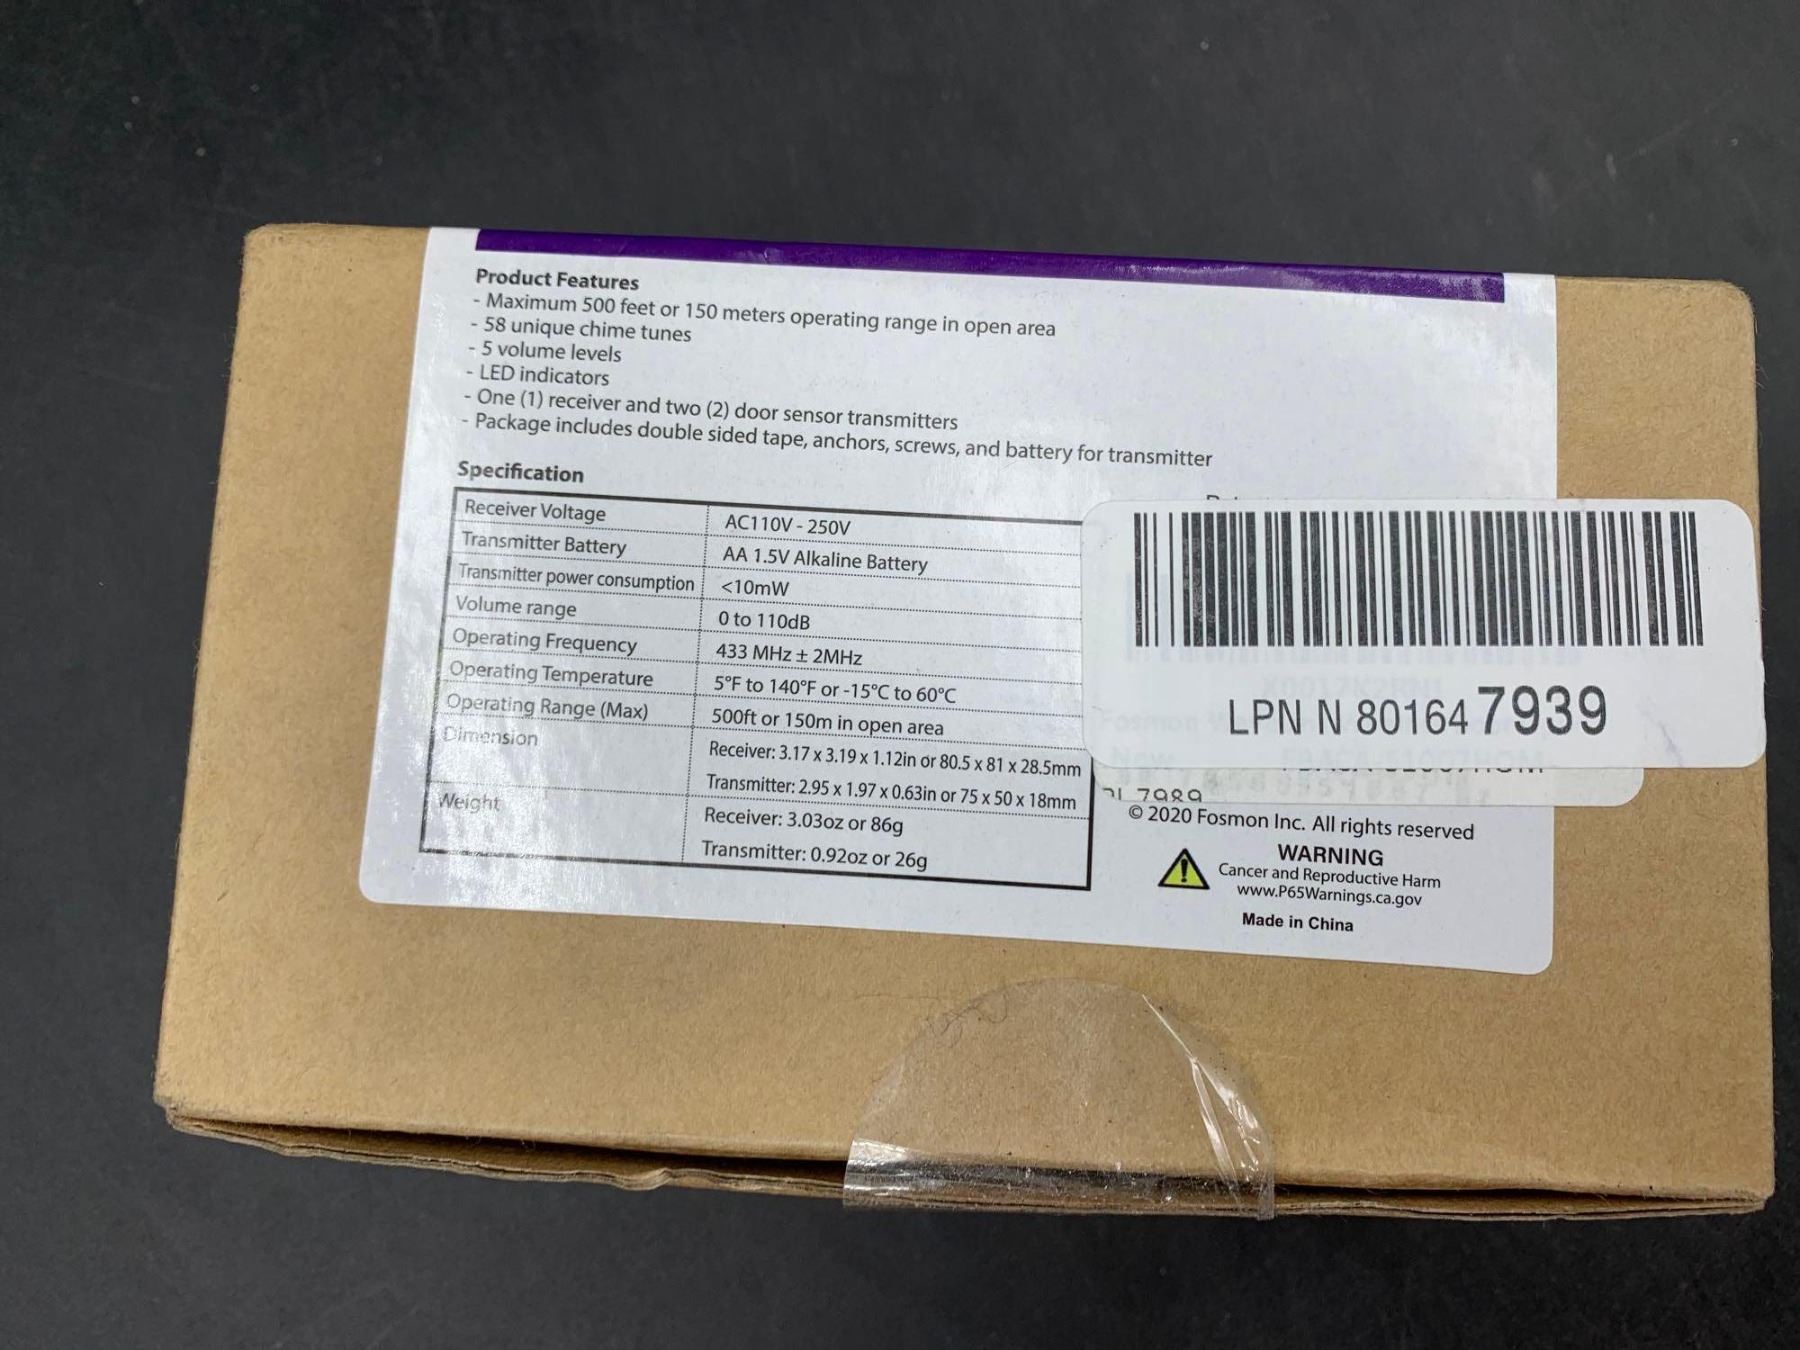 Product Features
- Maximum 500 feet or 150 meters operating range in open area
- 58 unique chime tunes
- 5 volume levels
- LED indicators
- One (1) receiver and two (2) door sensor transmitters
- Package includes double sided tape, anchors, screws, and battery for transmitter
Specification
Receiver Voltage AC110V - 250V
Transmitter Battery AA 1.5V Alkaline Battery
Transmitter power consumption <10mW
Volume range 0 to 110dB
Operating Frequency 433 MHz ± 2MHz
Operating Temperature 5°F to 140°F or -15°C to 60°C
Operating Range (Max) 500ft or 150m in open area
Dimension Receiver: 3.17 x 3.19 x 1.12in or 80.5 x 81 x 28.5mm
Transmitter: 2.95 x 1.97 x 0.63in or 75 x 50 x 18mm
Weight Receiver: 3.03oz or 86g
Transmitter: 0.92oz or 26g
LPN N 801647939
7989
© 2020 Fosmon Inc. All rights reserved
WARNING
Cancer and Reproductive Harm
www.P65Warnings.ca.gov
Made in China